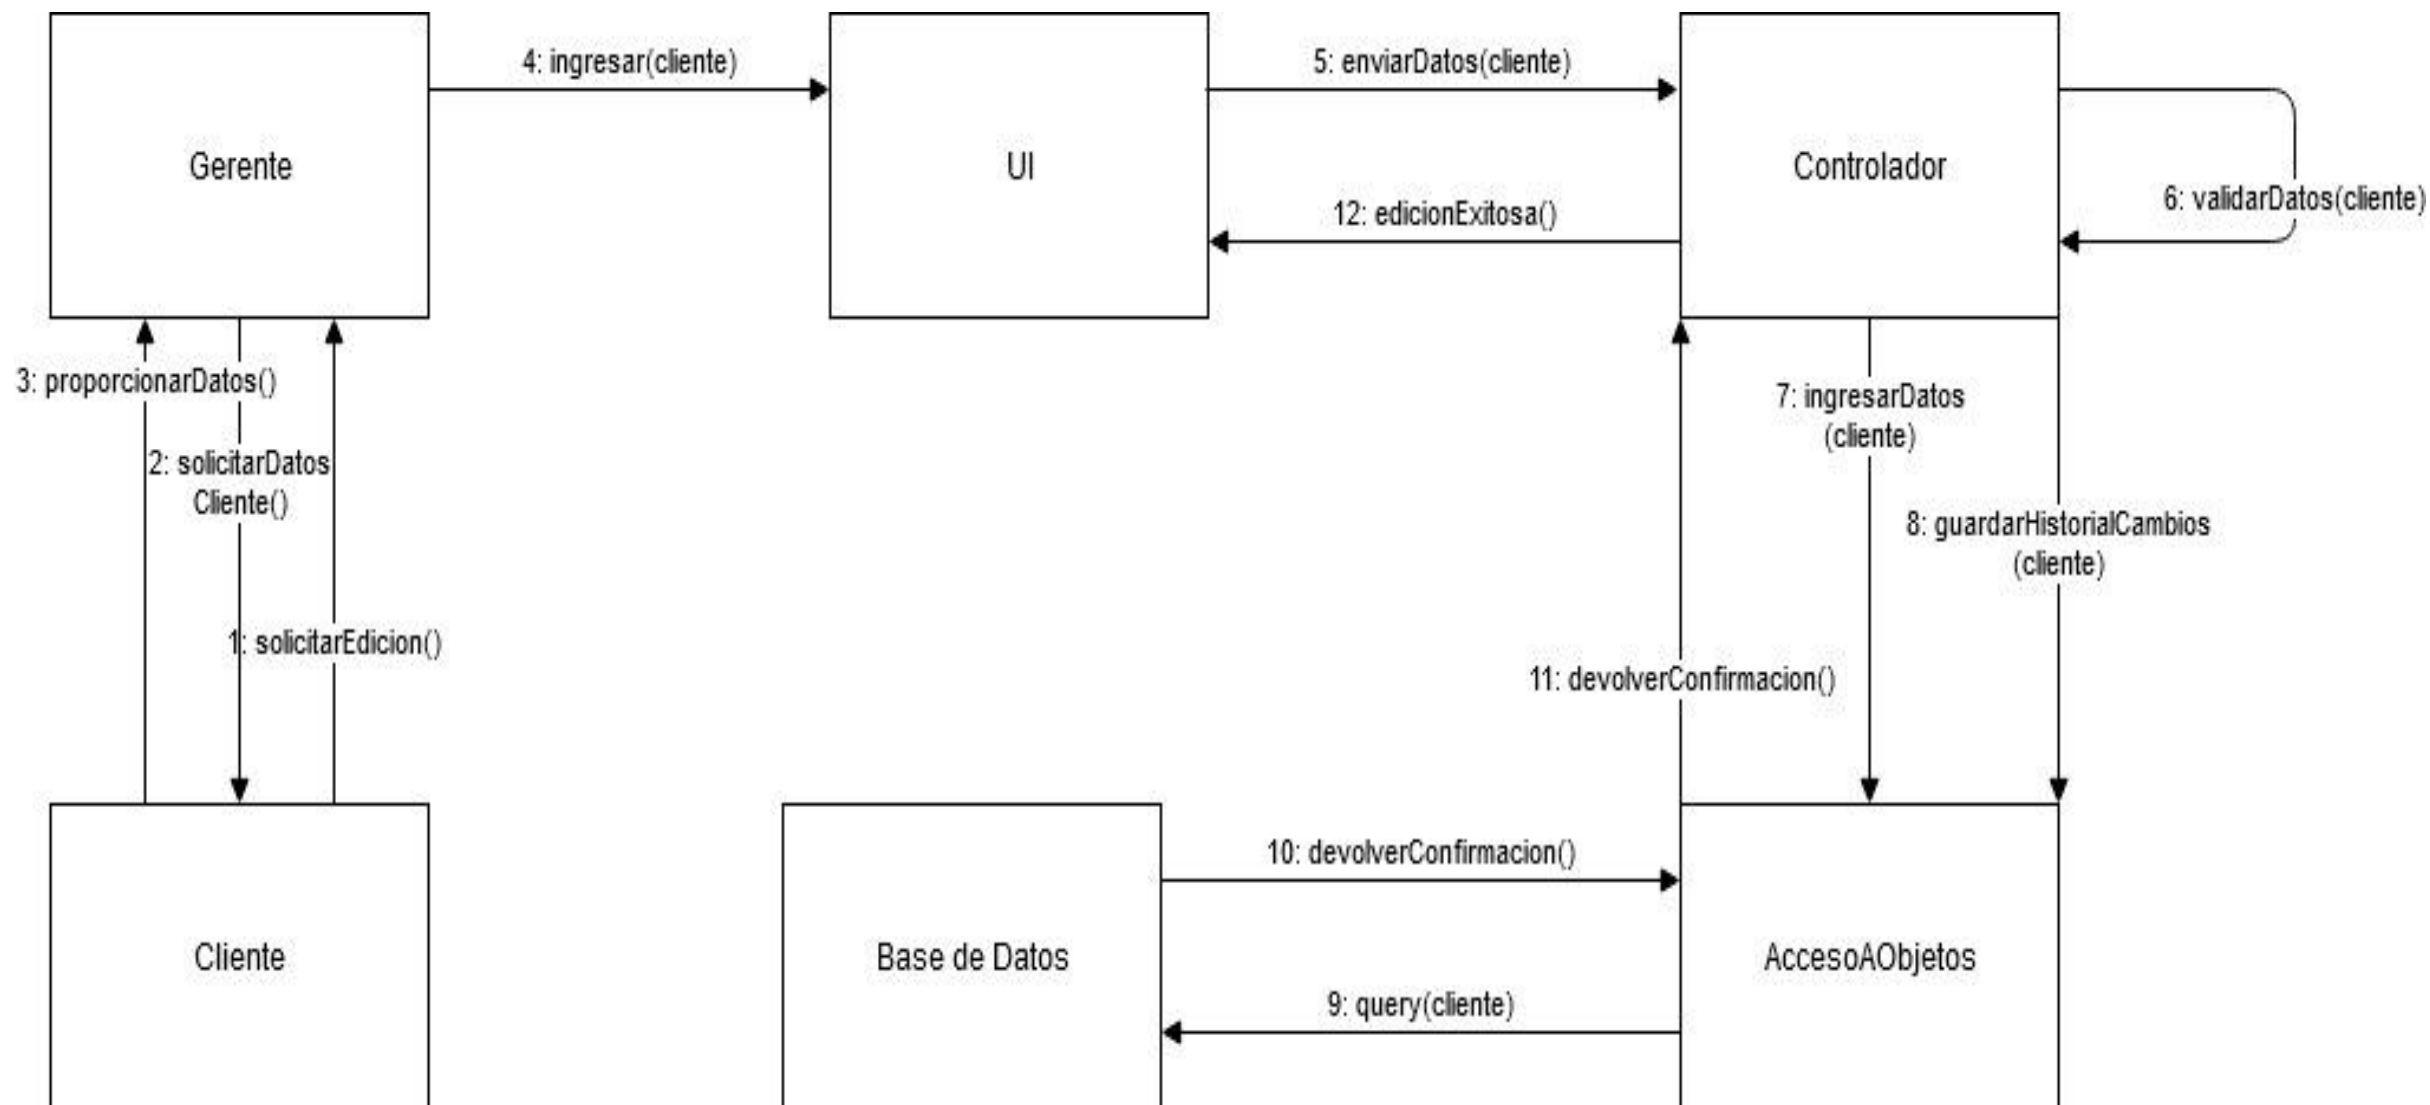 4: ingresar(cliente)
5: enviarDatos(cliente)
Gerente
UI
Controlador
6: validarDatos(cliente)
12: edicionExitosa()
3: proporcionarDatos()
7: ingresarDatos
(cliente)
2: solicitarDatos
Cliente()
8: guardarHistorialCambios
(cliente)
1: solicitarEdicion()
11: devolverConfirmacion()
10: devolverConfirmacion()
Cliente
Base de Datos
AccesoAObjetos
9: query(cliente)